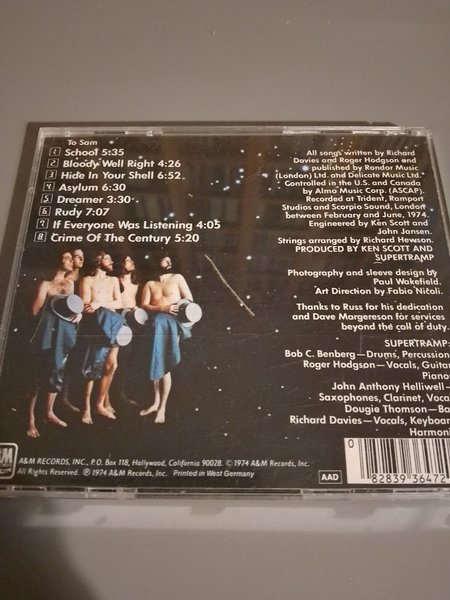 To Sam
1 School 5:35
2 Bloody Well Right 4:26
3 Hide In Your Shell 6:52
4 Asylum 6:30
5 Dreamer 3:30
6 Rudy 7:07
7 If Everyone Was Listening 4:05
8 Crime Of The Century 5:20
All songs written by Richard
Davies and Roger Hodgson and
published by Rondor Music
(London) Ltd. and Delicate Music Ltd.
Controlled in the U.S. and Canada
by Almo Music Corp. (ASCAP).
Recorded at Trident, Ramport
Studios and Scorpio Sound, London
between February and June, 1974.
Engineered by Ken Scott and
John Jansen.
Strings arranged by Richard Hewson.
PRODUCED BY KEN SCOTT AND
SUPERTRAMP
Photography and sleeve design by
Paul Wakefield.
Art Direction by Fabio Nicoli.
Thanks to Russ for his dedication
and Dave Margereson for services
beyond the call of duty.
SUPERTRAMP:
Bob C. Benberg—Drums, Percussion
Roger Hodgson—Vocals, Guitar
Piano
John Anthony Helliwell—
Saxophones, Clarinet, Voca
Dougie Thomson—Ba
Richard Davies—Vocals, Keyboar
Harmoni
A&M RECORDS, INC., P.O. Box 118, Hollywood, California 90028. © 1974 A&M Records, Inc.
All Rights Reserved. ℗ 1974 A&M Records, Inc. Printed in West Germany
AAD
0 82839 36472